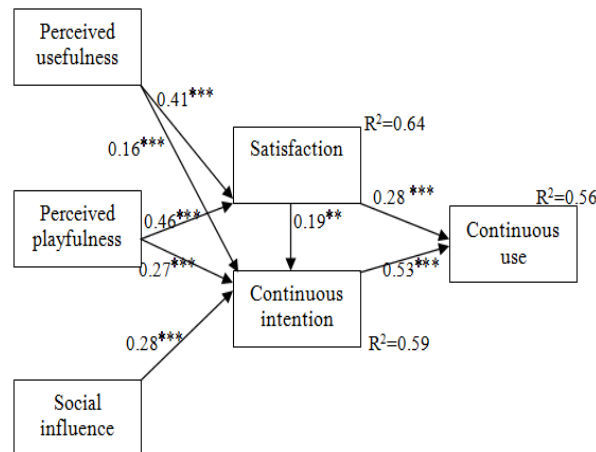 Perceived
usefulness
0.41***
0.16***
R²=0.64
Satisfaction
Perceived
playfulness
0.46***
0.27***
0.19**
0.28 ***
R²=0.56
Continuous
use
Continuous
intention
0.53***
R²=0.59
0.28***
Social
influence